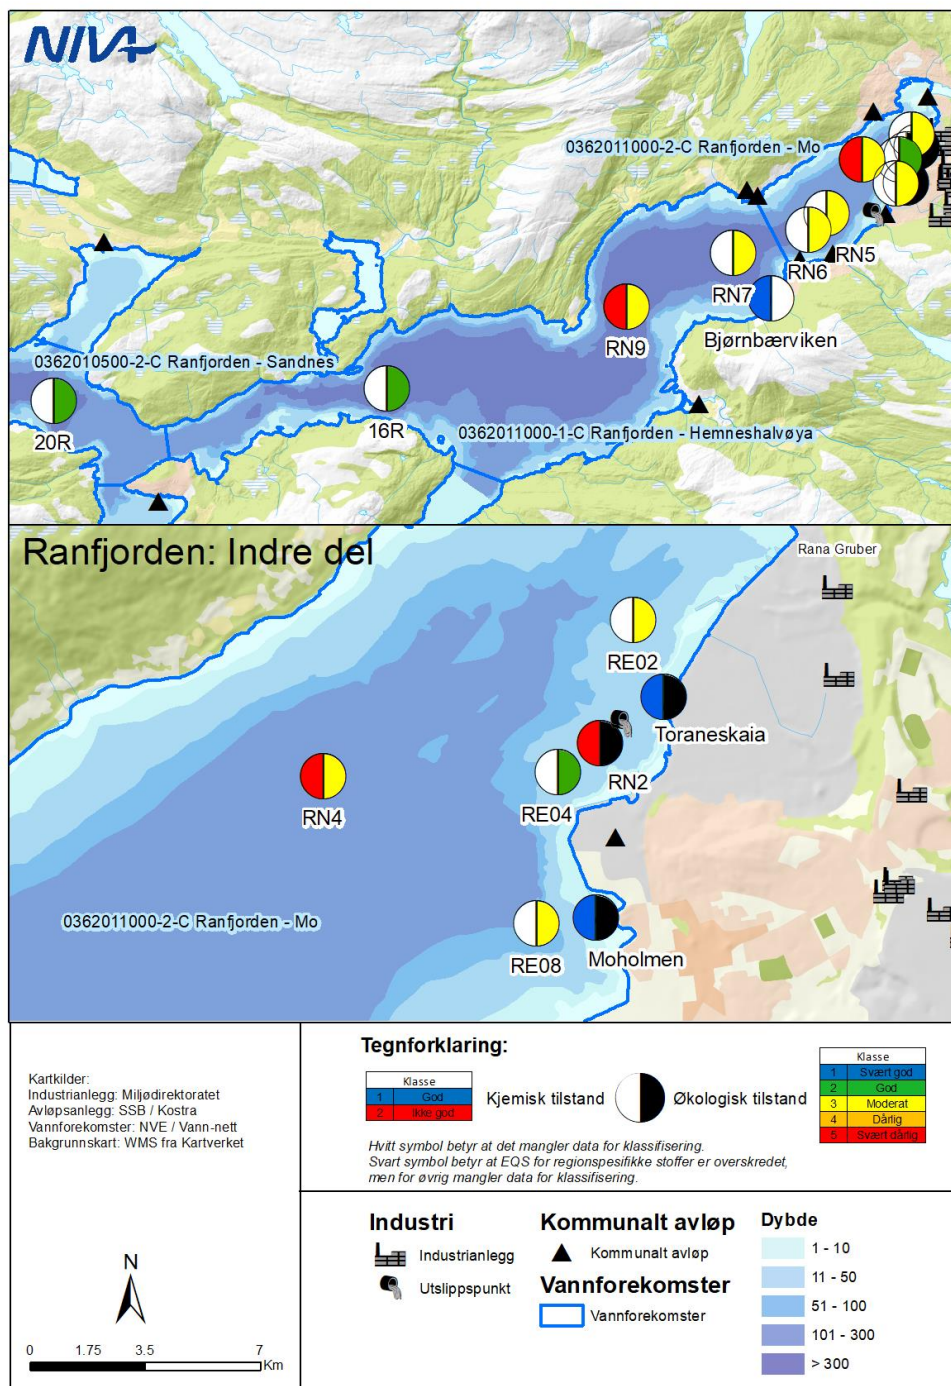 NIVA
0362011000-2-C Ranfjorden - Mo
RN5
RN6
RN7
RN9
Bjørnbærviken
0362010500-2-C Ranfjorden - Sandnes
20R
16R
0362011000-1-C Ranfjorden - Hemneshalvøya
Ranfjorden: Indre del
Rana Gruber
RE02
Toraneskaia
RN2
RE04
RN4
0362011000-2-C Ranfjorden - Mo
RE08
Moholmen
Kartkilder:
Industrianlegg: Miljødirektoratet
Avløpsanlegg: SSB / Kostra
Vannforekomster: NVE / Vann-nett
Bakgrunnskart: WMS fra Kartverket
N
0 1.75 3.5 7
Km
Tegnforklaring:
Klasse
1 God
2 Ikke god
Kjemisk tilstand
Økologisk tilstand
Klasse
1 Svært god
2 God
3 Moderat
4 Dårlig
5 Svært dårlig
Hvitt symbol betyr at det mangler data for klassifisering.
Svart symbol betyr at EQS for regionspesifikke stoffer er overskredet,
men for øvrig mangler data for klassifisering.
Industri
Industrianlegg
Utslippspunkt
Kommunalt avløp
Kommunalt avløp
Vannforekomster
Vannforekomster
Dybde
1 - 10
11 - 50
51 - 100
101 - 300
> 300